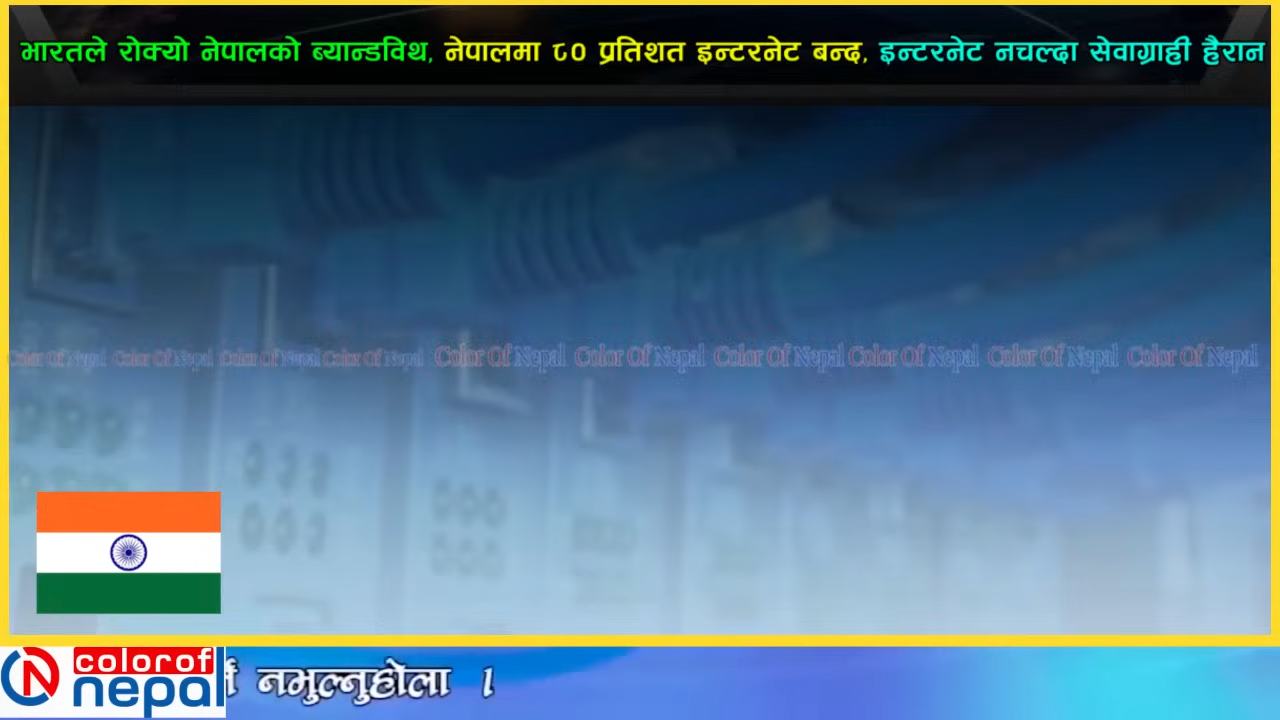 भारतले रोक्यो नेपालको ब्यान्डविथ, नेपालमा ८० प्रतिशत इन्टरनेट बन्द, इन्टरनेट नचल्दा सेवाग्राही हैरान
Color Of Nepal Color Of Nepal Color Of Nepal Color Of Nepal Color Of Nepal Color Of Nepal Color Of Nepal Color Of Nepal Color Of Nepal Color Of Nepal
colorof
nepal
नभुल्नुहोला ।